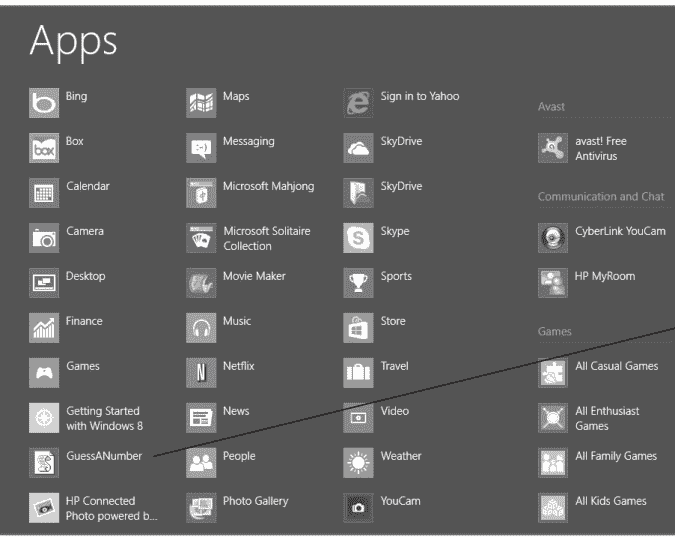 Apps
Bing
Box
box
Calendar
Camera
Desktop
Finance
Games
Getting Started
with Windows 8
GuessANumber
HP Connected
Photo powered b...
Maps
Messaging
:-)
Microsoft Mahjong
Microsoft Solitaire
Collection
Movie Maker
Music
Netflix
N
News
People
Photo Gallery
Sign in to Yahoo
SkyDrive
SkyDrive
Skype
S
Sports
Store
Travel
Video
Weather
YouCam
Avast
avast! Free
Antivirus
Communication and Chat
CyberLink YouCam
HP MyRoom
Games
All Casual Games
All Enthusiast
Games
All Family Games
All Kids Games